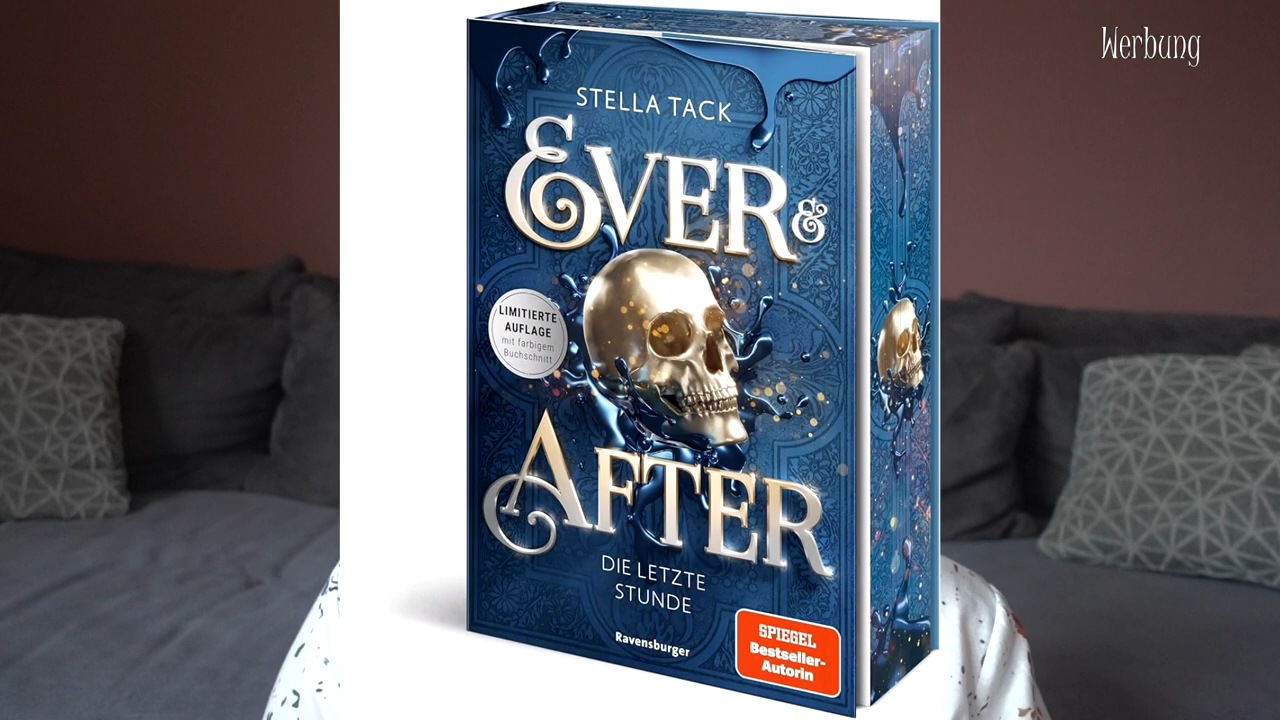 Werbung
STELLA TACK
EVER &
LIMITIERTE
AUFLAGE
mit farbigem
Buchschnitt
AFTER
DIE LETZTE
STUNDE
Ravensburger
SPIEGEL
Bestseller-
Autorin